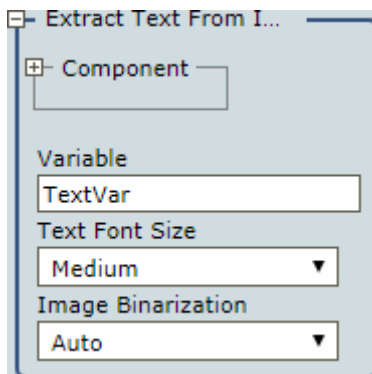 Extract Text From I...
Component
Variable
TextVar
Text Font Size
Medium
Image Binarization
Auto